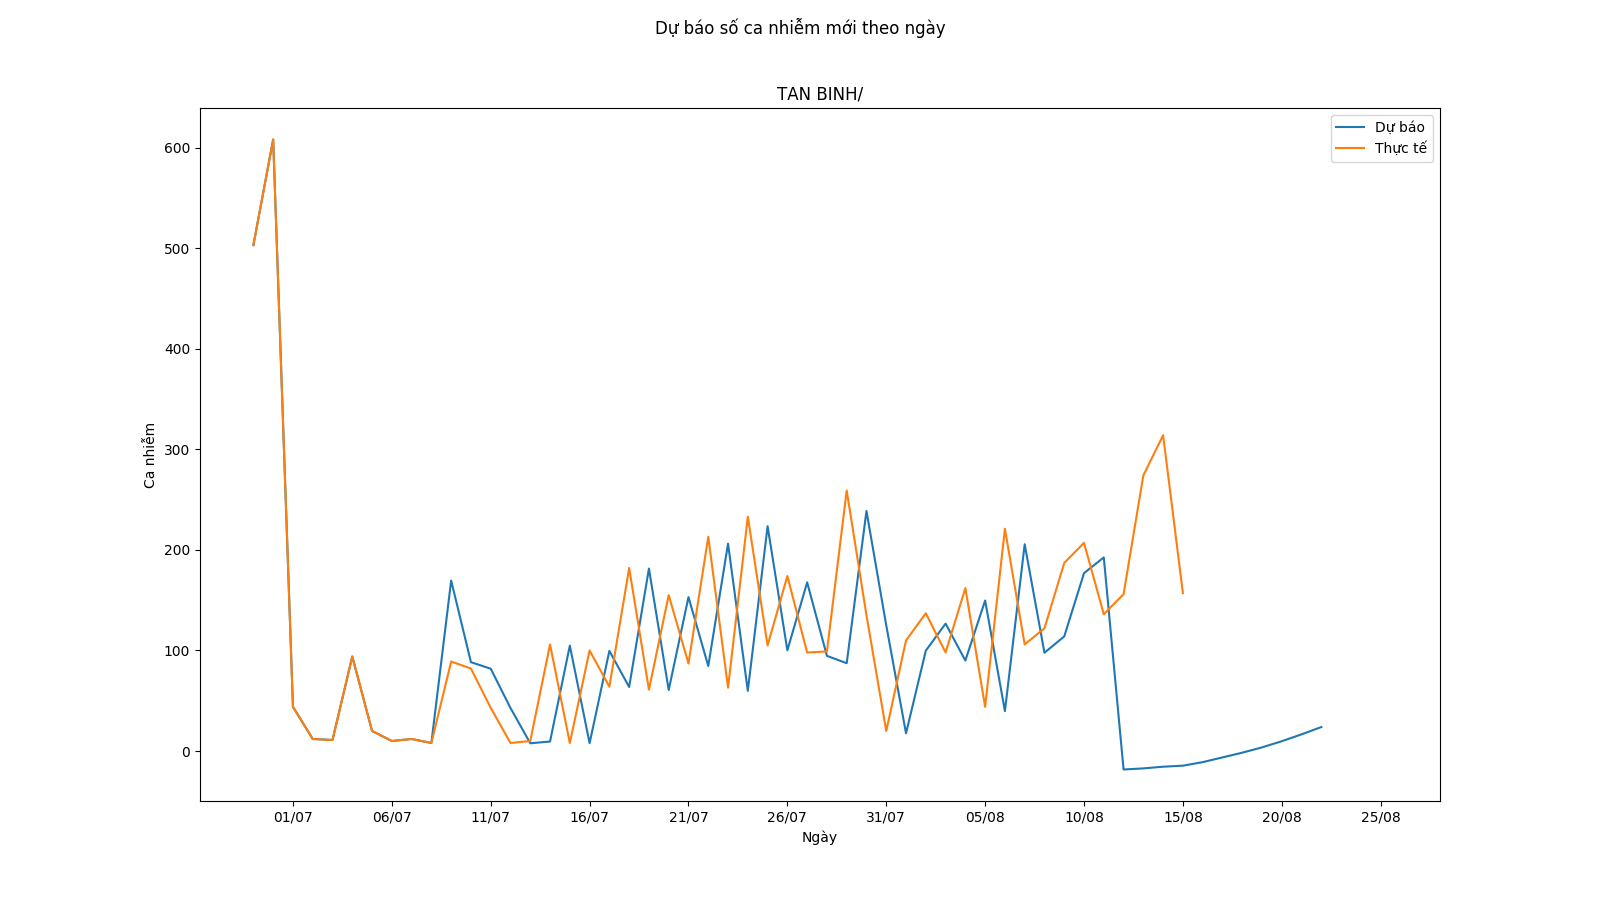 Dự báo số ca nhiễm mới theo ngày
TAN BINH/
Dự báo
Thực tế
600
500
400
300
200
100
0
Ca nhiễm
01/07 06/07 11/07 16/07 21/07 26/07 31/07 05/08 10/08 15/08 20/08 25/08
Ngày